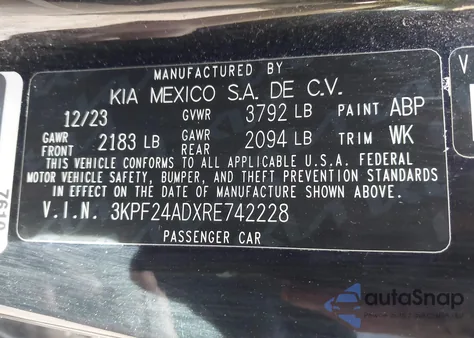 MANUFACTURED BY
KIA MEXICO S.A. DE C.V.
12/23 GVWR 3792 LB PAINT ABP
GAWR FRONT 2183 LB GAWR REAR 2094 LB TRIM WK
THIS VEHICLE CONFORMS TO ALL APPLICABLE U.S.A. FEDERAL
MOTOR VEHICLE SAFETY, BUMPER, AND THEFT PREVENTION STANDARDS
IN EFFECT ON THE DATE OF MANUFACTURE SHOWN ABOVE.
V.I.N. 3KPF24ADXRE742228
PASSENGER CAR
autoSnap